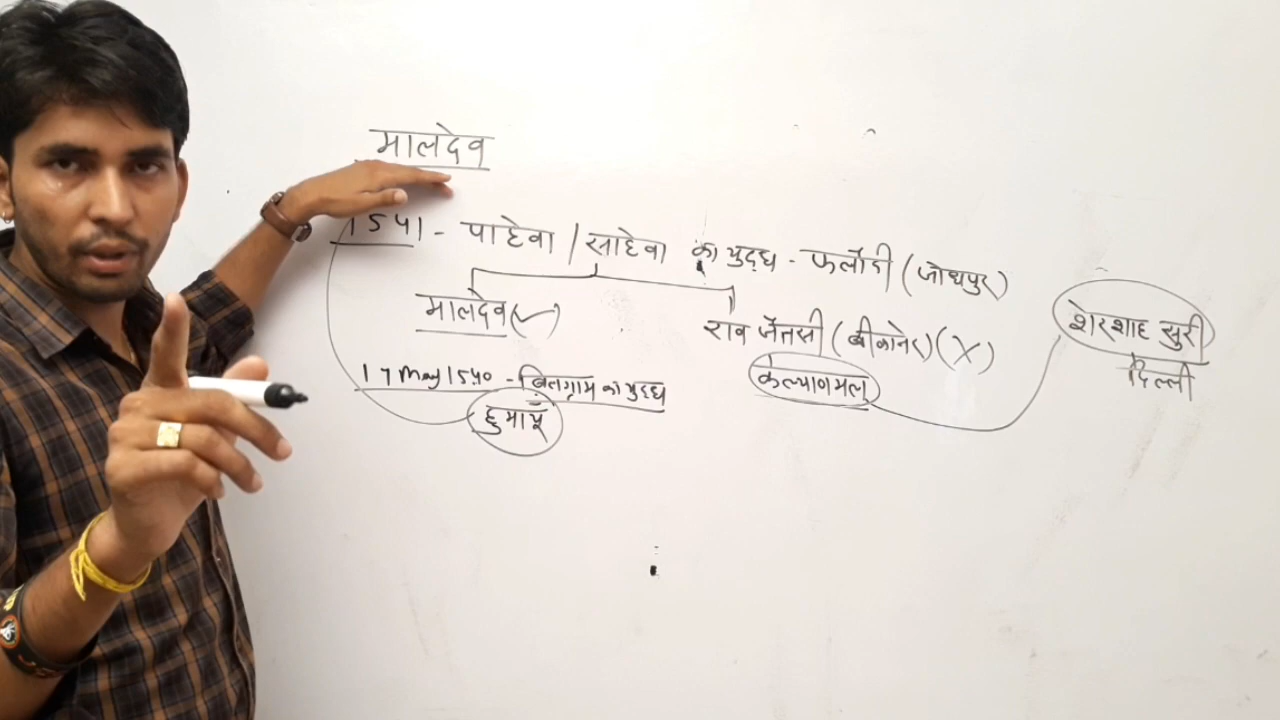 मालदेव
1541 - पाहेवा / साहेवा का युद्ध - फलौदी (जोधपुर)
मालदेव (✓) राव जैतसी (बीकानेर) (X) शेरशाह सुरी
कल्याणमल दिल्ली
17 May 1540 - बिलग्राम का युद्ध
हुमायूँ